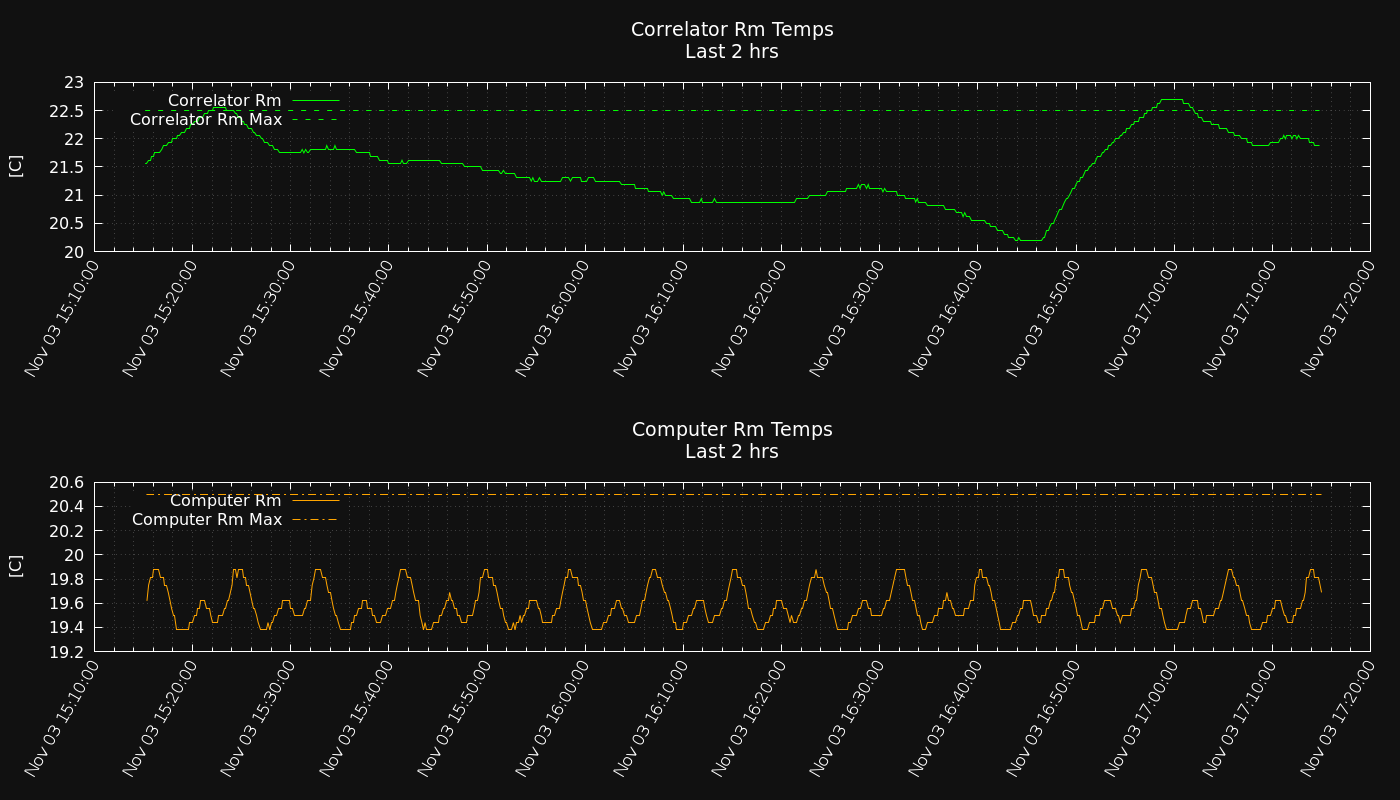 Correlator Rm Temps
Last 2 hrs
23
22.5
22
21.5
21
20.5
20
[C]
Correlator Rm
Correlator Rm Max
Nov 03 15:10:00
Nov 03 15:20:00
Nov 03 15:30:00
Nov 03 15:40:00
Nov 03 15:50:00
Nov 03 16:00:00
Nov 03 16:10:00
Nov 03 16:20:00
Nov 03 16:30:00
Nov 03 16:40:00
Nov 03 16:50:00
Nov 03 17:00:00
Nov 03 17:10:00
Nov 03 17:20:00
Computer Rm Temps
Last 2 hrs
20.6
20.4
20.2
20
19.8
19.6
19.4
19.2
[C]
Computer Rm
Computer Rm Max
Nov 03 15:10:00
Nov 03 15:20:00
Nov 03 15:30:00
Nov 03 15:40:00
Nov 03 15:50:00
Nov 03 16:00:00
Nov 03 16:10:00
Nov 03 16:20:00
Nov 03 16:30:00
Nov 03 16:40:00
Nov 03 16:50:00
Nov 03 17:00:00
Nov 03 17:10:00
Nov 03 17:20:00